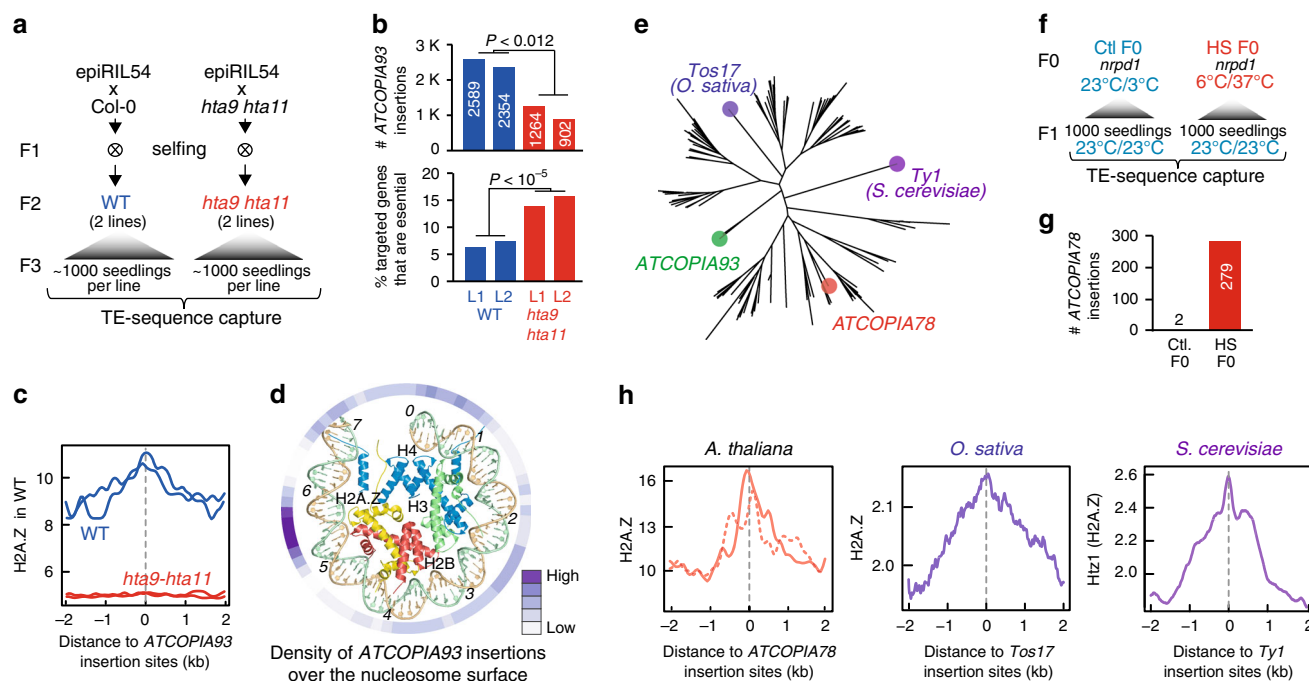 a
epiRIL54
x
Col-0
epiRIL54
x
hta9 hta11
F1
selfing
F2
WT
(2 lines)
hta9 hta11
(2 lines)
F3
~1000 seedlings
per line
~1000 seedlings
per line
TE-sequence capture
b
# ATCOPIA93
insertions
3 K
2 K
1 K
0
P < 0.012
2589
2354
1264
902
% targeted genes
that are esential
20
15
10
5
0
P < 10⁻⁵
L1 L2
WT
L1 L2
hta9
hta11
c
H2A.Z in WT
10
8
6
WT
hta9-hta11
−2 −1 0 1 2
Distance to ATCOPIA93
insertion sites (kb)
d
0
1
2
3
4
5
6
7
H4
H2A.Z
H3
H2B
High
Low
Density of ATCOPIA93 insertions
over the nucleosome surface
e
Tos17
(O. sativa)
Ty1
(S. cerevisiae)
ATCOPIA93
ATCOPIA78
f
F0
Ctl F0
nrpd1
23°C/3°C
HS F0
nrpd1
6°C/37°C
F1
1000 seedlings
23°C/23°C
1000 seedlings
23°C/23°C
TE-sequence capture
g
# ATCOPIA78
insertions
300
200
100
0
2
279
Ctl.
F0
HS
F0
h
A. thaliana
H2A.Z
16
13
10
−2 −1 0 1 2
Distance to ATCOPIA78
insertion sites (kb)
O. sativa
H2A.Z
2.1
2.0
−2 −1 0 1 2
Distance to Tos17
insertion sites (kb)
S. cerevisiae
Htz1 (H2A.Z)
2.6
2.4
2.2
2.0
1.8
−2 −1 0 1 2
Distance to Ty1
insertion sites (kb)